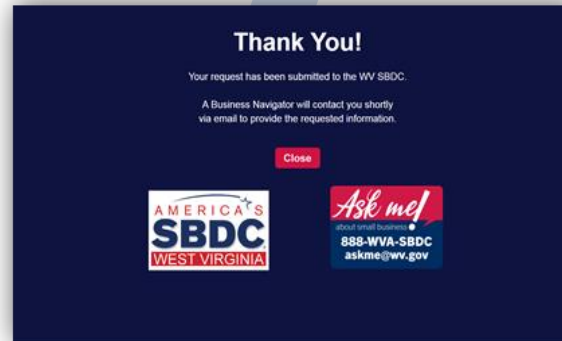 Thank You!
Your request has been submitted to the WV SBDC.
A Business Navigator will contact you shortly
via email to provide the requested information.
Close
AMERICA'S
SBDC
WEST VIRGINIA
Ask me!
about small business
888-WVA-SBDC
askme@wv.gov